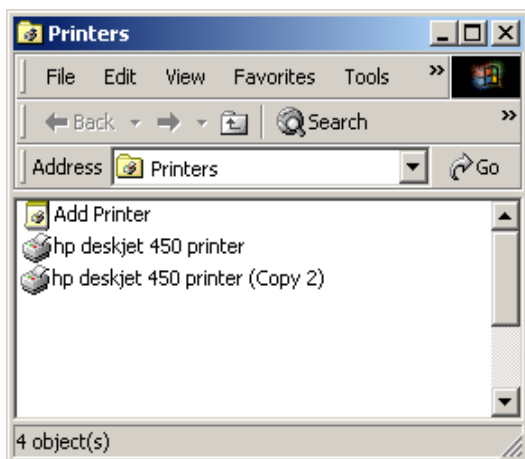 Printers
File Edit View Favorites Tools »
Back Search »
Address Printers Go
Add Printer
hp deskjet 450 printer
hp deskjet 450 printer (Copy 2)
4 object(s)